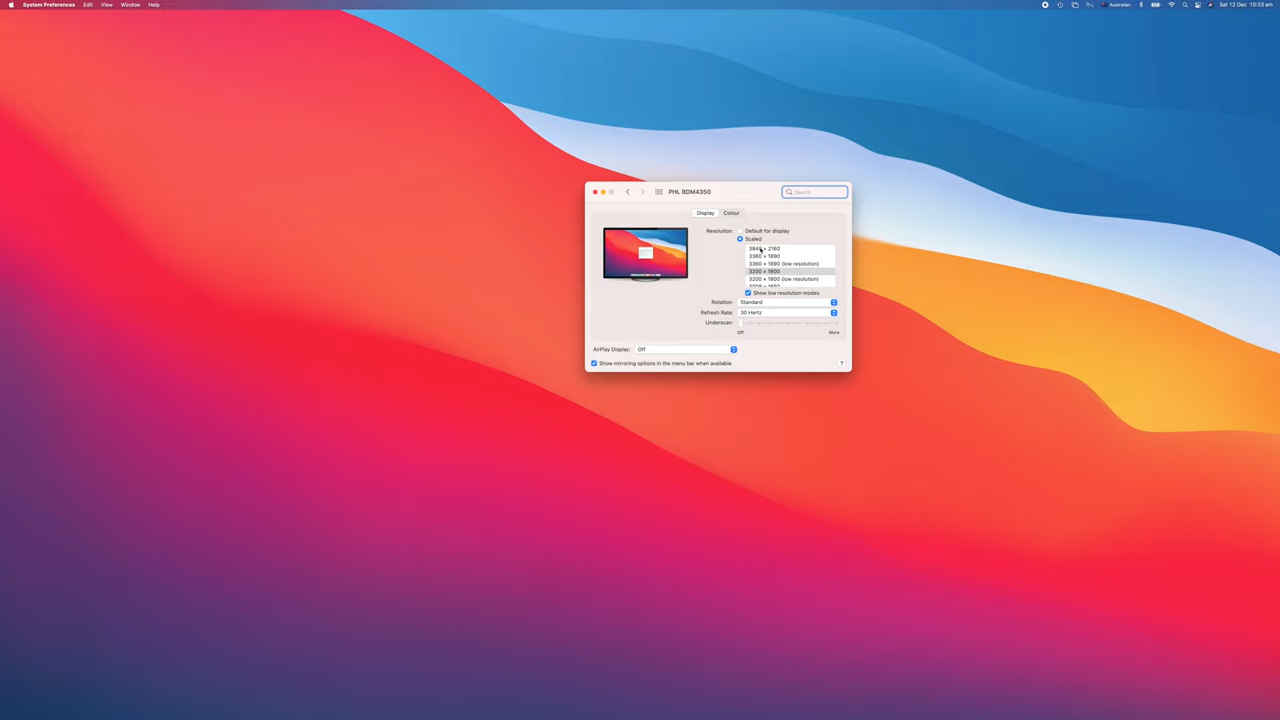 System Preferences Edit View Window Help
Australian
Sat 12 Dec 10:33 am
PHL BDM4350
Search
Display Colour
Resolution: Default for display
Scaled
3840 × 2160
3360 × 1890
3360 × 1890 (low resolution)
3200 × 1800
3200 × 1800 (low resolution)
Show low resolution modes
Rotation: Standard
Refresh Rate: 30 Hertz
Underscan:
Off More
AirPlay Display: Off
Show mirroring options in the menu bar when available
?